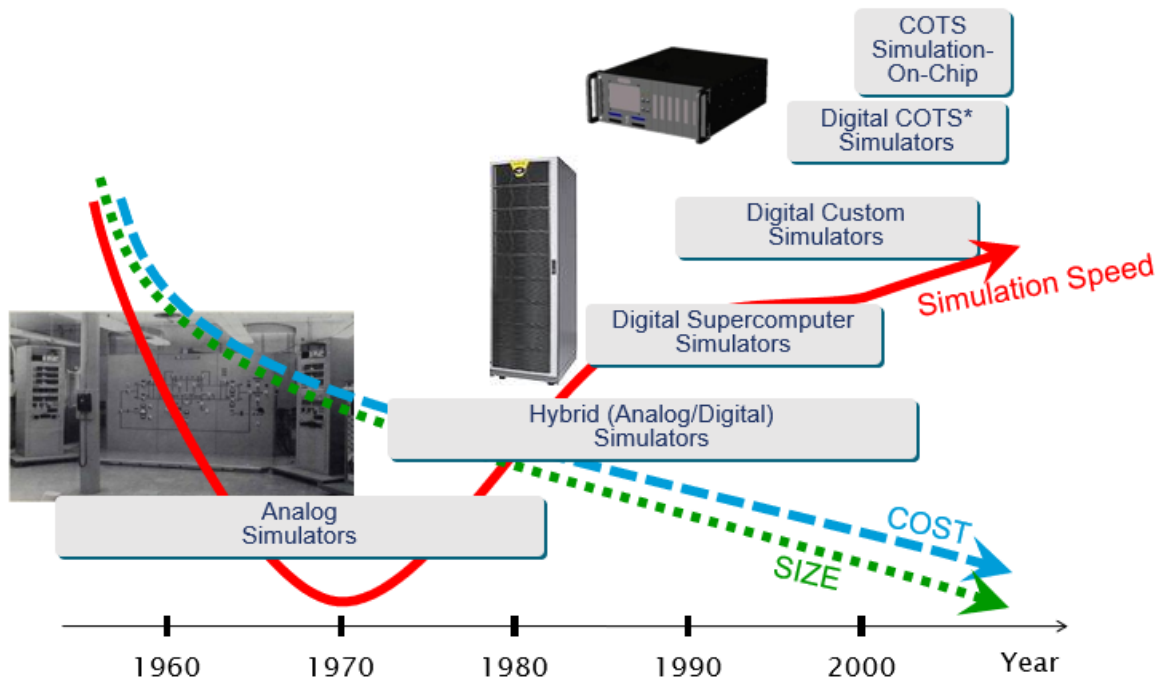 COTS
Simulation-
On-Chip
Digital COTS*
Simulators
Digital Custom
Simulators
Simulation Speed
Digital Supercomputer
Simulators
Hybrid (Analog/Digital)
Simulators
Analog
Simulators
COST
SIZE
1960
1970
1980
1990
2000
Year